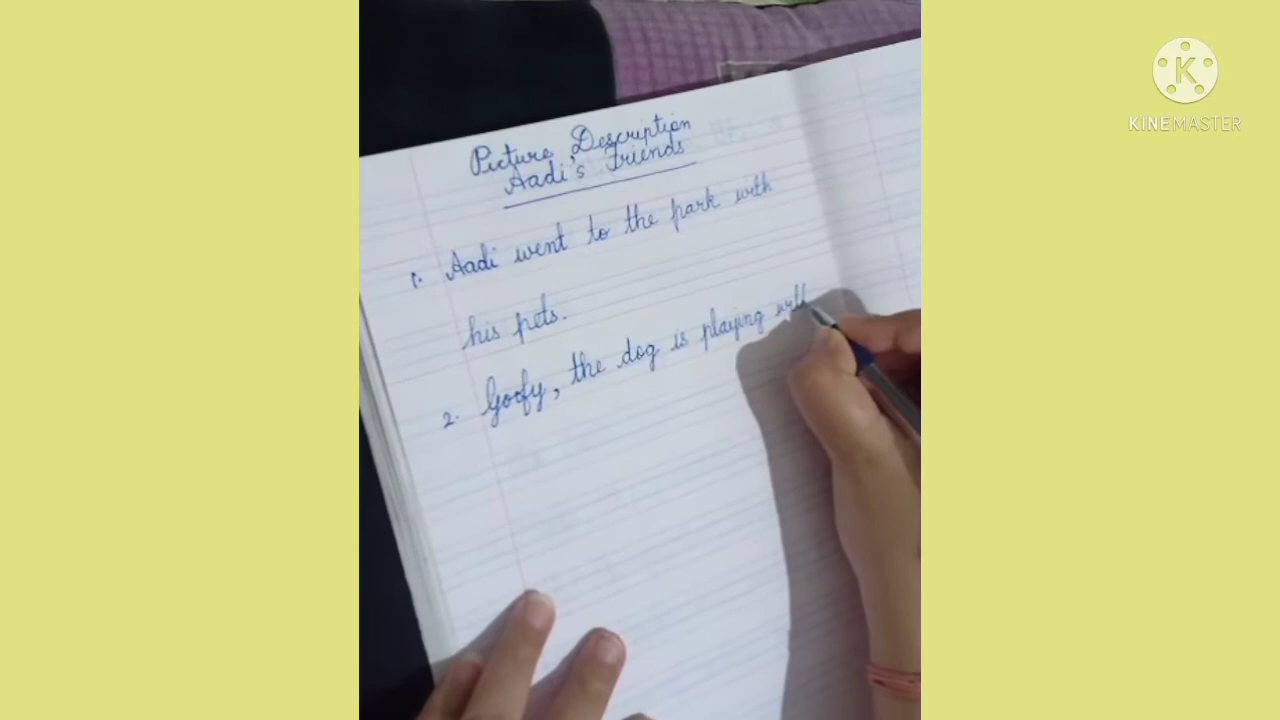 Picture Description
Aadi's Friends
1. Aadi went to the park with
his pets.
2. Goofy, the dog is playing with
K
KINEMASTER